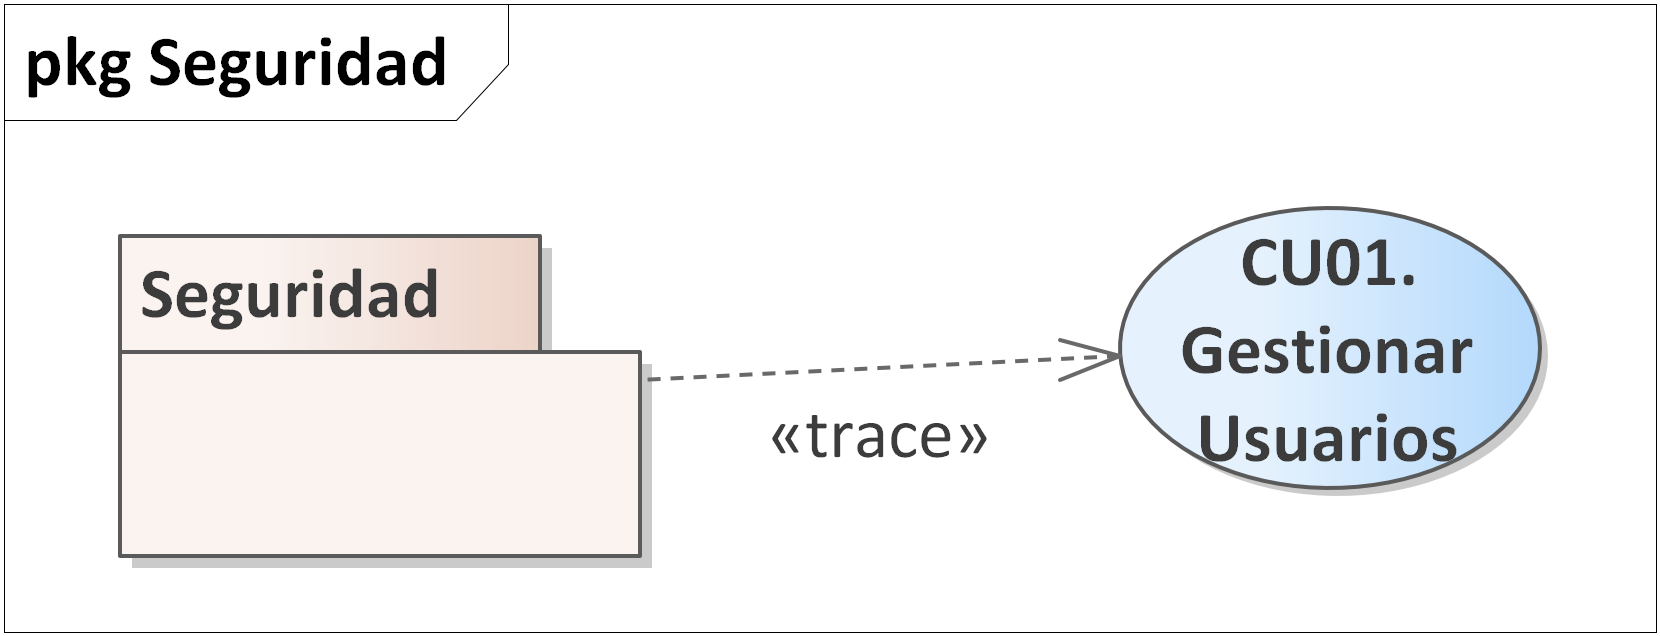 pkg Seguridad
Seguridad
«trace»
CU01.
Gestionar
Usuarios